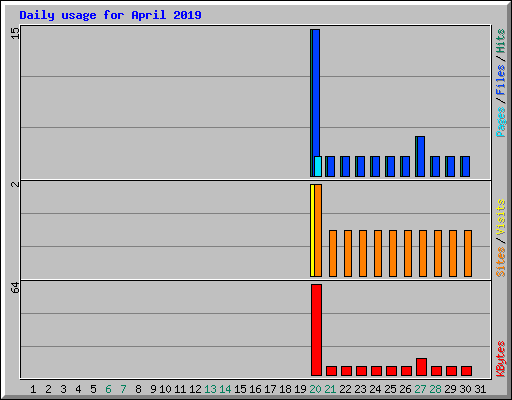 Daily usage for April 2019
15
Pages/Files/Hits
2
Sites/Visits
64
KBytes
1 2 3 4 5 6 7 8 9 10 11 12 13 14 15 16 17 18 19 20 21 22 23 24 25 26 27 28 29 30 31